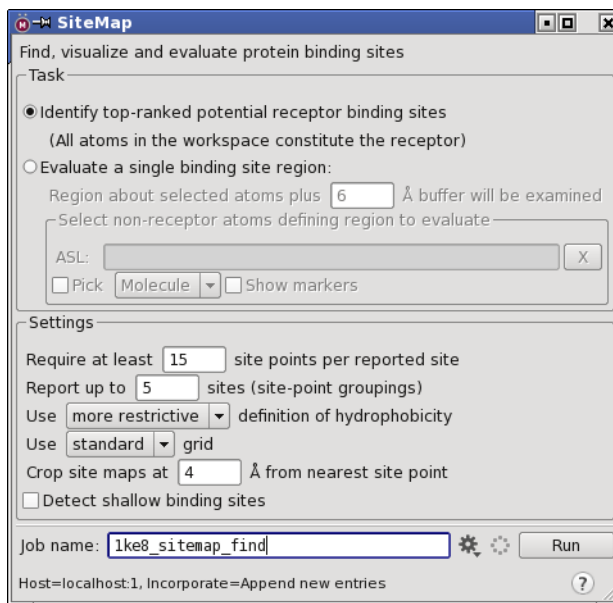 SiteMap
Find, visualize and evaluate protein binding sites
Task
Identify top-ranked potential receptor binding sites
(All atoms in the workspace constitute the receptor)
Evaluate a single binding site region:
Region about selected atoms plus 6 Å buffer will be examined
Select non-receptor atoms defining region to evaluate
ASL: X
Pick Molecule Show markers
Settings
Require at least 15 site points per reported site
Report up to 5 sites (site-point groupings)
Use more restrictive definition of hydrophobicity
Use standard grid
Crop site maps at 4 Å from nearest site point
Detect shallow binding sites
Job name: 1ke8_sitemap_find Run
Host=localhost:1, Incorporate=Append new entries ?